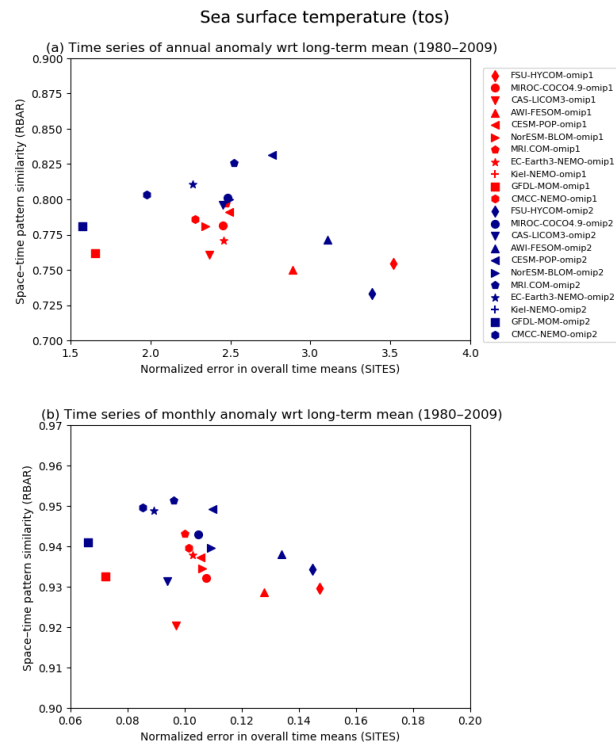 Sea surface temperature (tos)
(a) Time series of annual anomaly wrt long-term mean (1980–2009)
0.900
0.875
0.850
0.825
0.800
0.775
0.750
0.725
0.700
Space–time pattern similarity (RBAR)
1.5 2.0 2.5 3.0 3.5 4.0
Normalized error in overall time means (SITES)
FSU-HYCOM-omip1
MIROC-COCO4.9-omip1
CAS-LICOM3-omip1
AWI-FESOM-omip1
CESM-POP-omip1
NorESM-BLOM-omip1
MRI.COM-omip1
EC-Earth3-NEMO-omip1
Kiel-NEMO-omip1
GFDL-MOM-omip1
CMCC-NEMO-omip1
FSU-HYCOM-omip2
MIROC-COCO4.9-omip2
CAS-LICOM3-omip2
AWI-FESOM-omip2
CESM-POP-omip2
NorESM-BLOM-omip2
MRI.COM-omip2
EC-Earth3-NEMO-omip2
Kiel-NEMO-omip2
GFDL-MOM-omip2
CMCC-NEMO-omip2
(b) Time series of monthly anomaly wrt long-term mean (1980–2009)
0.97
0.96
0.95
0.94
0.93
0.92
0.91
0.90
Space–time pattern similarity (RBAR)
0.06 0.08 0.10 0.12 0.14 0.16 0.18 0.20
Normalized error in overall time means (SITES)